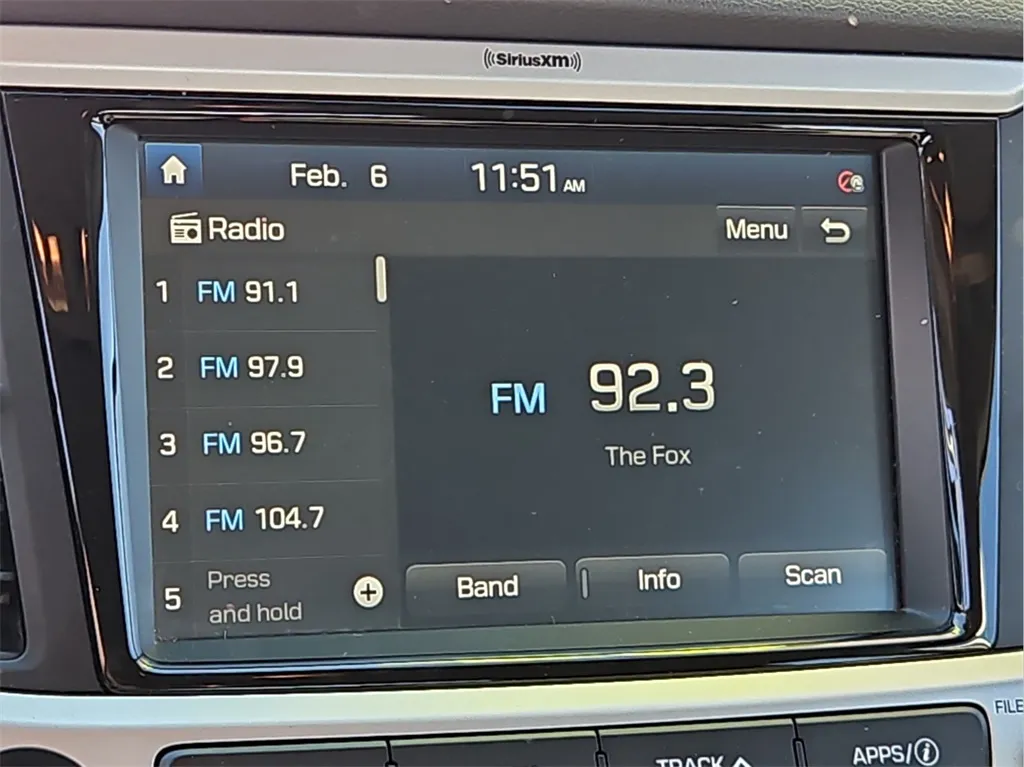 SiriusXM
Feb. 6 11:51 AM
Radio Menu
1 FM 91.1
2 FM 97.9
3 FM 96.7
4 FM 104.7
5 Press
and hold
FM 92.3
The Fox
Band Info Scan
FILE
TRACK APPS/i